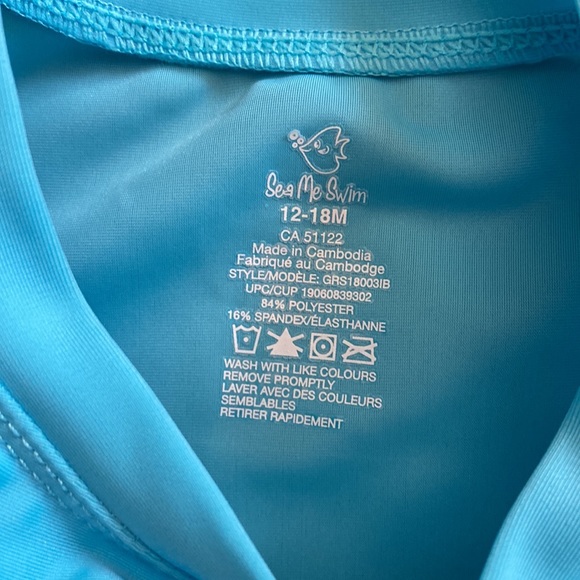 Sea Me Swim
12-18M
CA 51122
Made in Cambodia
Fabriqué au Cambodge
STYLE/MODÈLE: GRS18003IB
UPC/CUP 19060839302
84% POLYESTER
16% SPANDEX/ÉLASTHANNE
WASH WITH LIKE COLOURS
REMOVE PROMPTLY
LAVER AVEC DES COULEURS
SEMBLABLES
RETIRER RAPIDEMENT